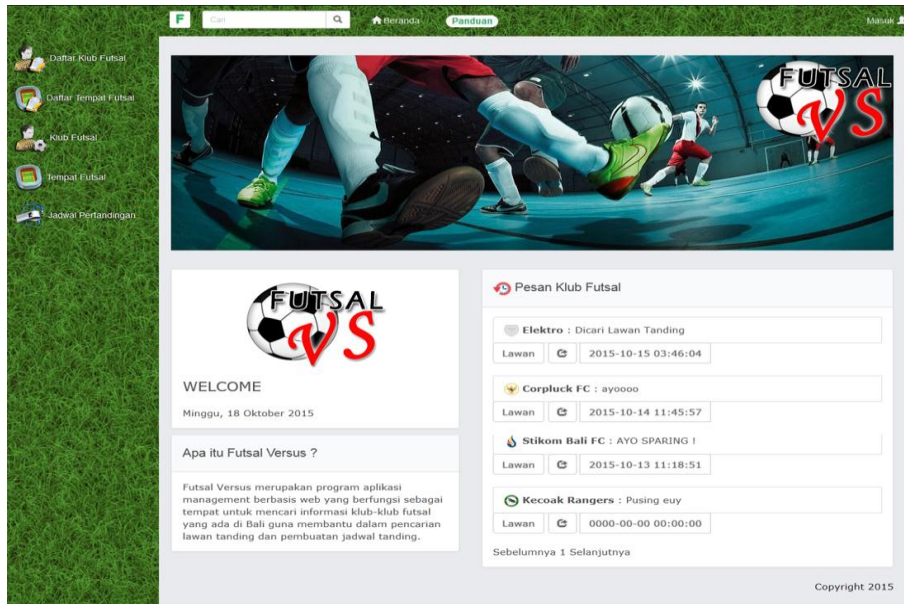 F
Cari
Beranda
Panduan
Masuk
Daftar Klub Futsal
Daftar Tempat Futsal
Klub Futsal
Tempat Futsal
Jadwal Pertandingan
FUTSAL
VS
FUTSAL
VS
WELCOME
Minggu, 18 Oktober 2015
Apa itu Futsal Versus ?
Futsal Versus merupakan program aplikasi
management berbasis web yang berfungsi sebagai
tempat untuk mencari informasi klub-klub futsal
yang ada di Bali guna membantu dalam pencarian
lawan tanding dan pembuatan jadwal tanding.
Pesan Klub Futsal
Elektro : Dicari Lawan Tanding
Lawan 2015-10-15 03:46:04
Corpluck FC : ayoooo
Lawan 2015-10-14 11:45:57
Stikom Bali FC : AYO SPARING !
Lawan 2015-10-13 11:18:51
Kecoak Rangers : Pusing euy
Lawan 0000-00-00 00:00:00
Sebelumnya 1 Selanjutnya
Copyright 2015